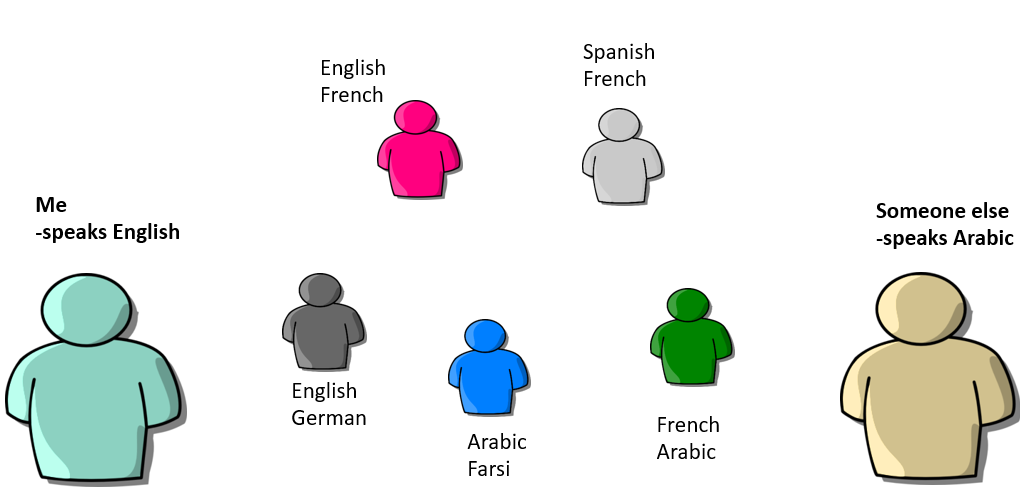 English
French
Spanish
French
Me
-speaks English
Someone else
-speaks Arabic
English
German
Arabic
Farsi
French
Arabic